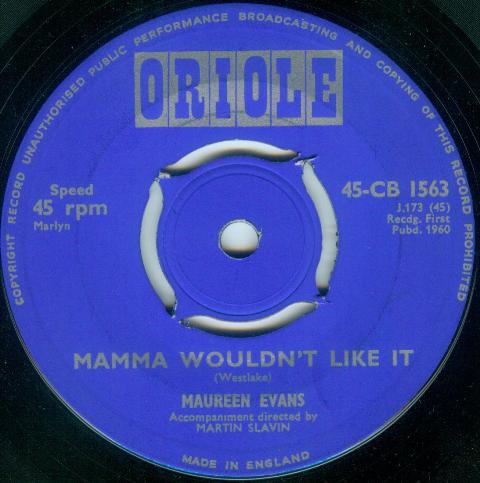 COPYRIGHT RECORD UNAUTHORISED PUBLIC PERFORMANCE BROADCASTING AND COPYING OF THIS RECORD PROHIBITED
ORIOLE
Speed
45 rpm
Marlyn
45-CB 1563
J.173 (45)
Recdg. First
Pubd. 1960
MAMMA WOULDN'T LIKE IT
(Westlake)
MAUREEN EVANS
Accompaniment directed by
MARTIN SLAVIN
MADE IN ENGLAND